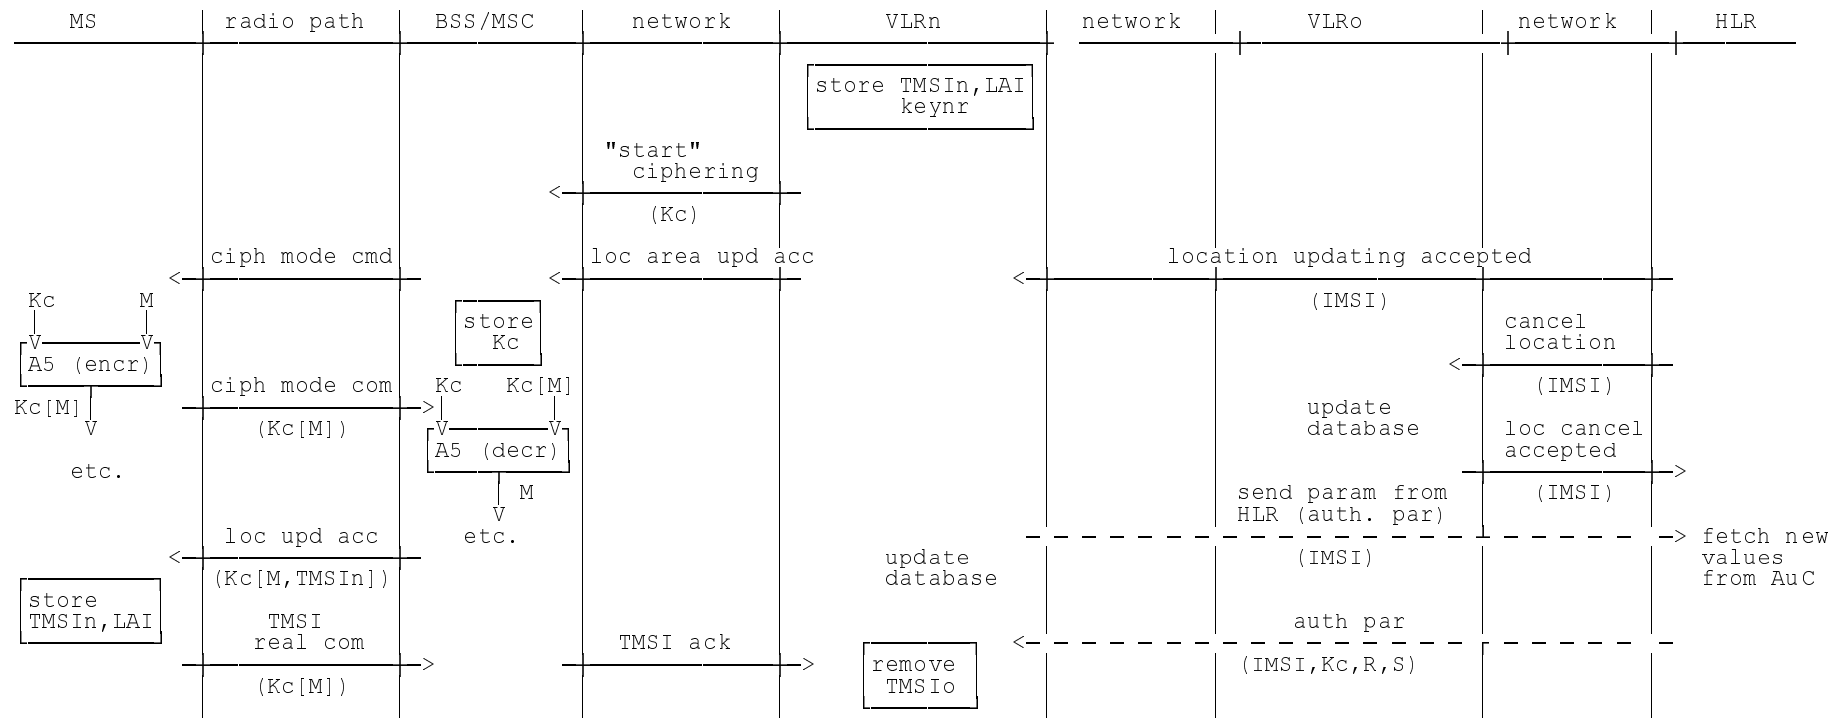 MS radio path BSS/MSC network VLRn network VLRo network HLR
store TMSIn,LAI
keynr
"start"
ciphering
(Kc)
ciph mode cmd loc area upd acc location updating accepted
Kc M (IMSI)
store cancel
Kc location
A5 (encr)
ciph mode com Kc Kc[M] (IMSI)
Kc[M] update
V (Kc[M]) database loc cancel
A5 (decr) accepted
etc.
M send param from (IMSI)
V HLR (auth. par)
loc upd acc etc. fetch new
update (IMSI) values
(Kc[M,TMSIn]) database from AuC
store
TMSIn,LAI TMSI auth par
real com TMSI ack
remove (IMSI,Kc,R,S)
(Kc[M]) TMSIo